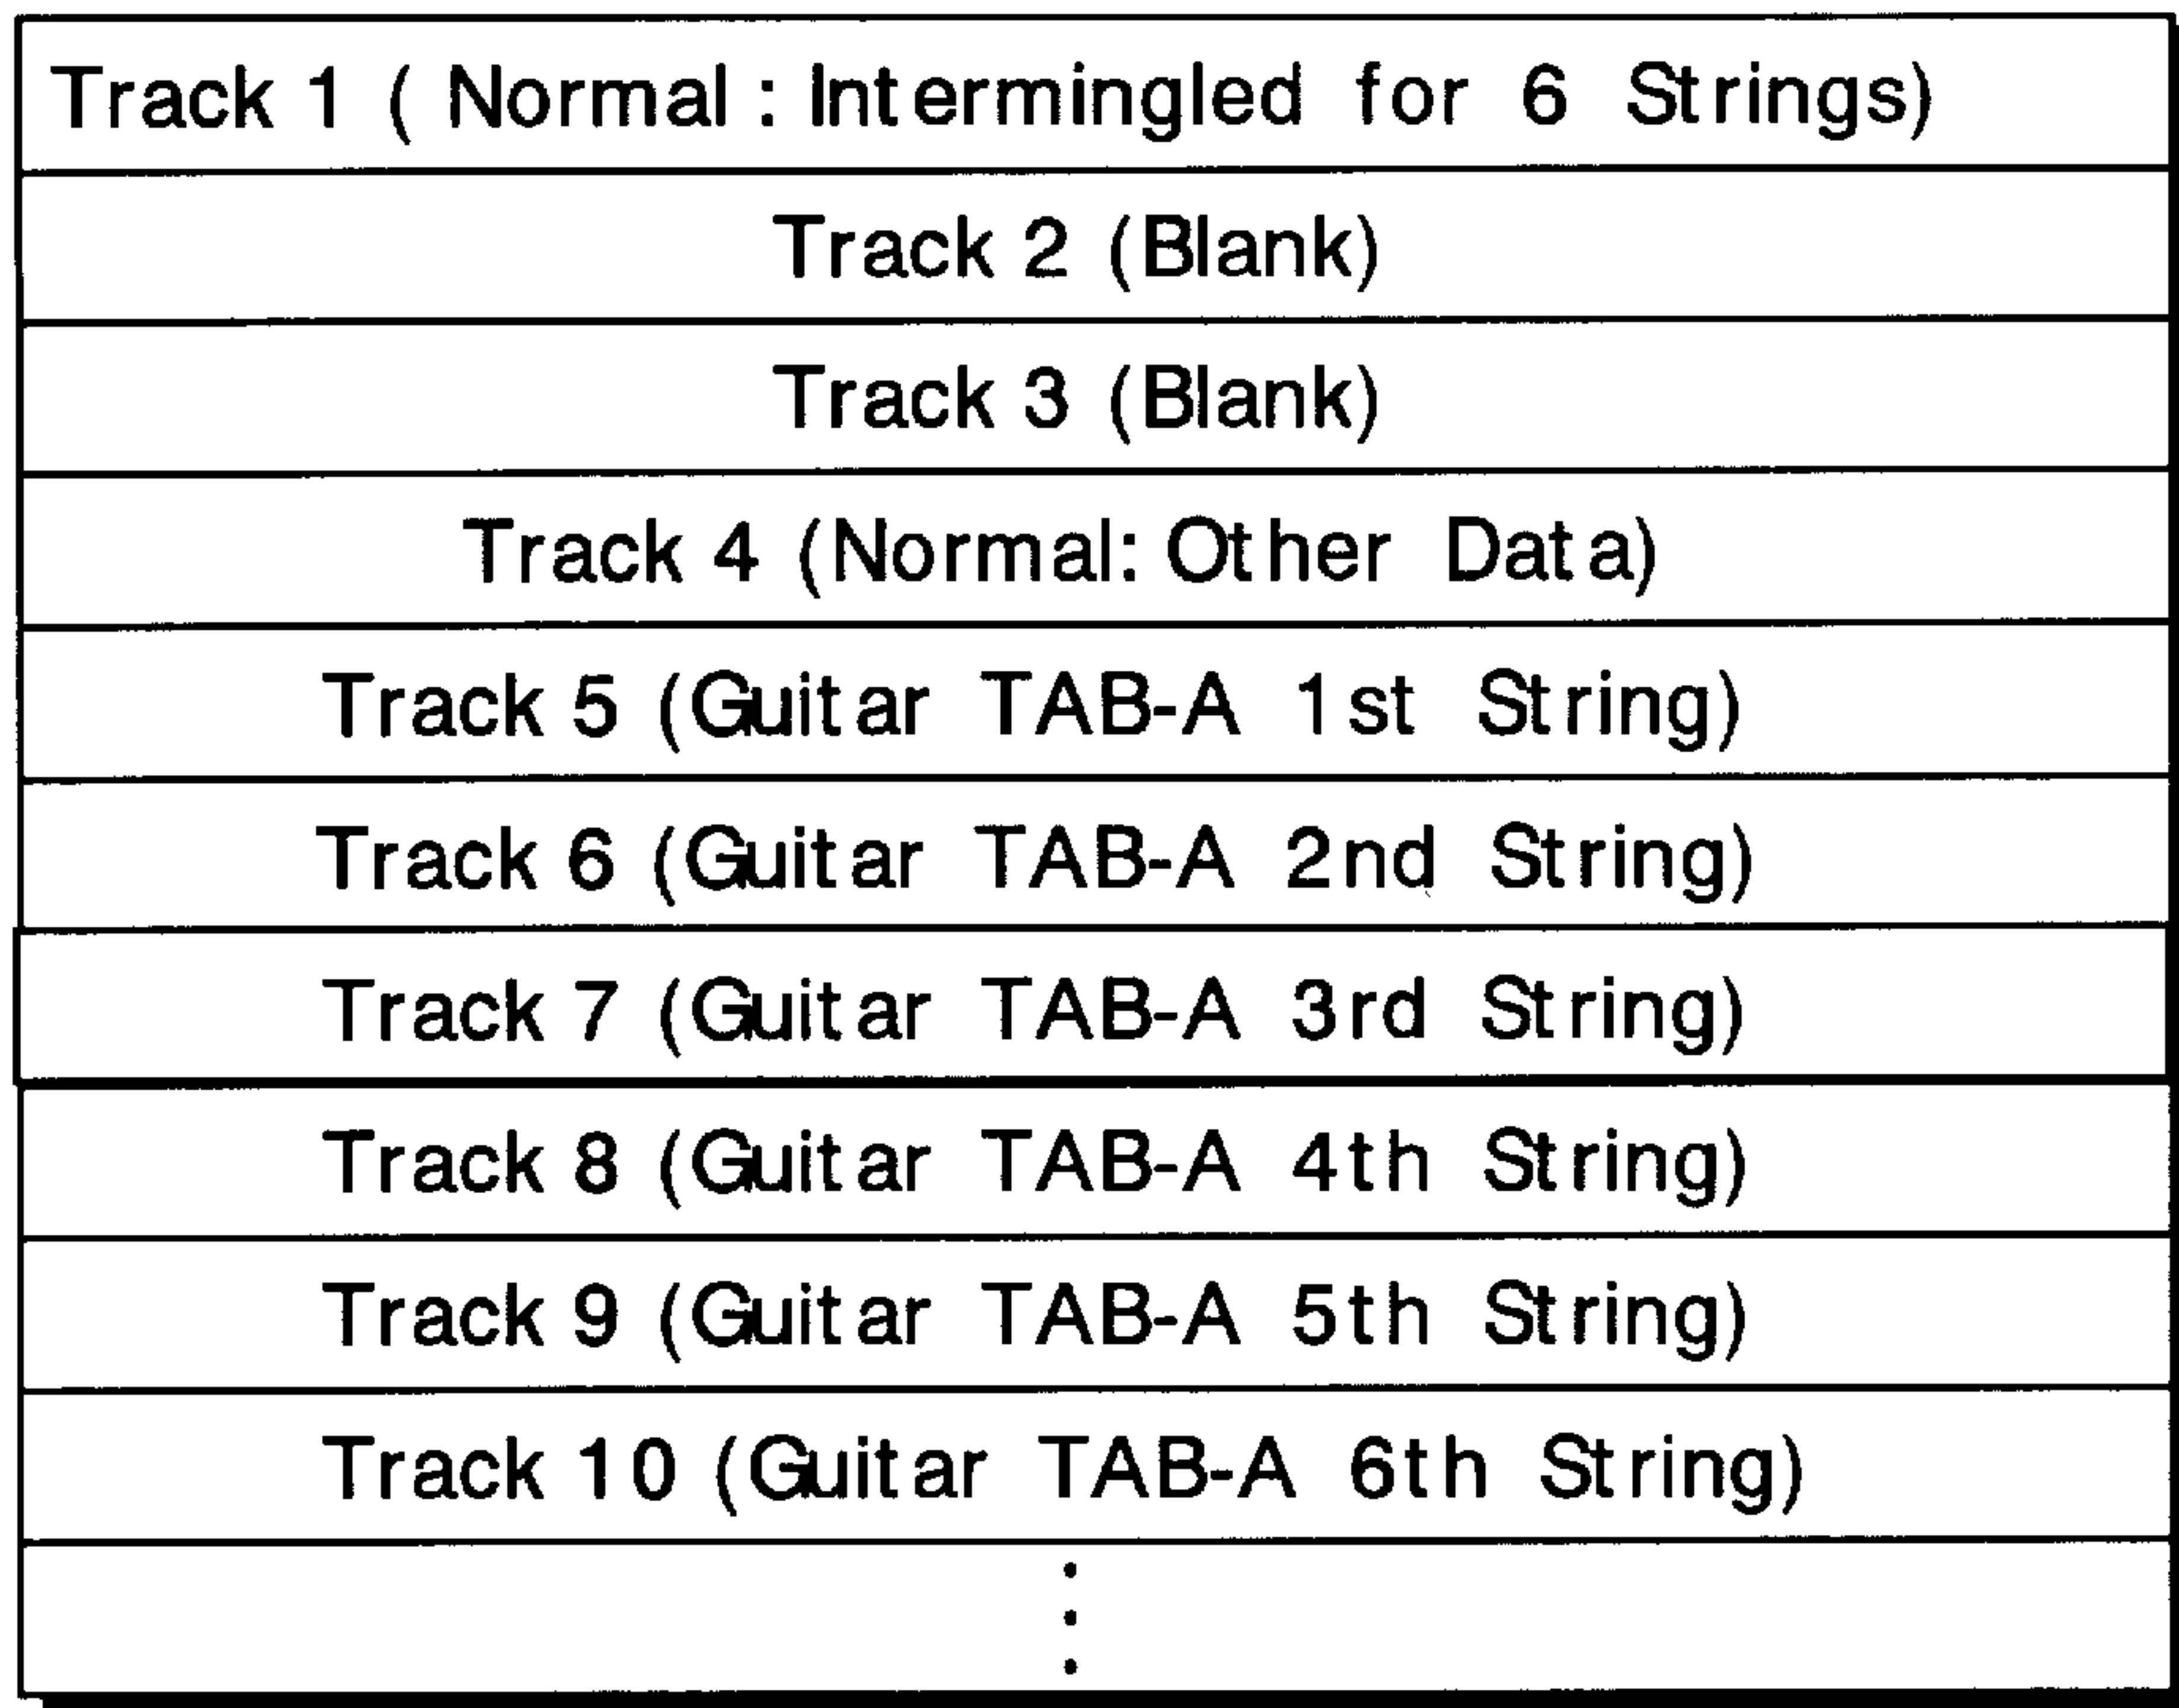 Track 1 ( Normal : Intermingled for 6 Strings)
Track 2 (Blank)
Track 3 (Blank)
Track 4 (Normal: Other Data)
Track 5 (Guitar TAB-A 1st String)
Track 6 (Guitar TAB-A 2nd String)
Track 7 (Guitar TAB-A 3rd String)
Track 8 (Guitar TAB-A 4th String)
Track 9 (Guitar TAB-A 5th String)
Track 10 (Guitar TAB-A 6th String)